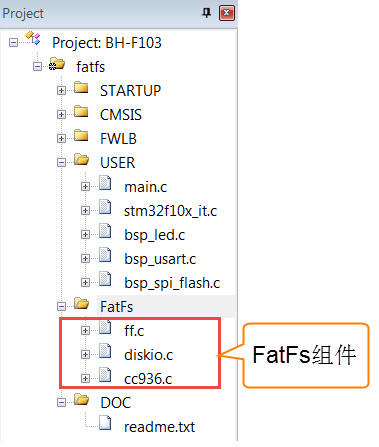 Project
Project: BH-F103
fatfs
STARTUP
CMSIS
FWLB
USER
main.c
stm32f10x_it.c
bsp_led.c
bsp_usart.c
bsp_spi_flash.c
FatFs
ff.c
diskio.c
cc936.c
FatFs组件
DOC
readme.txt